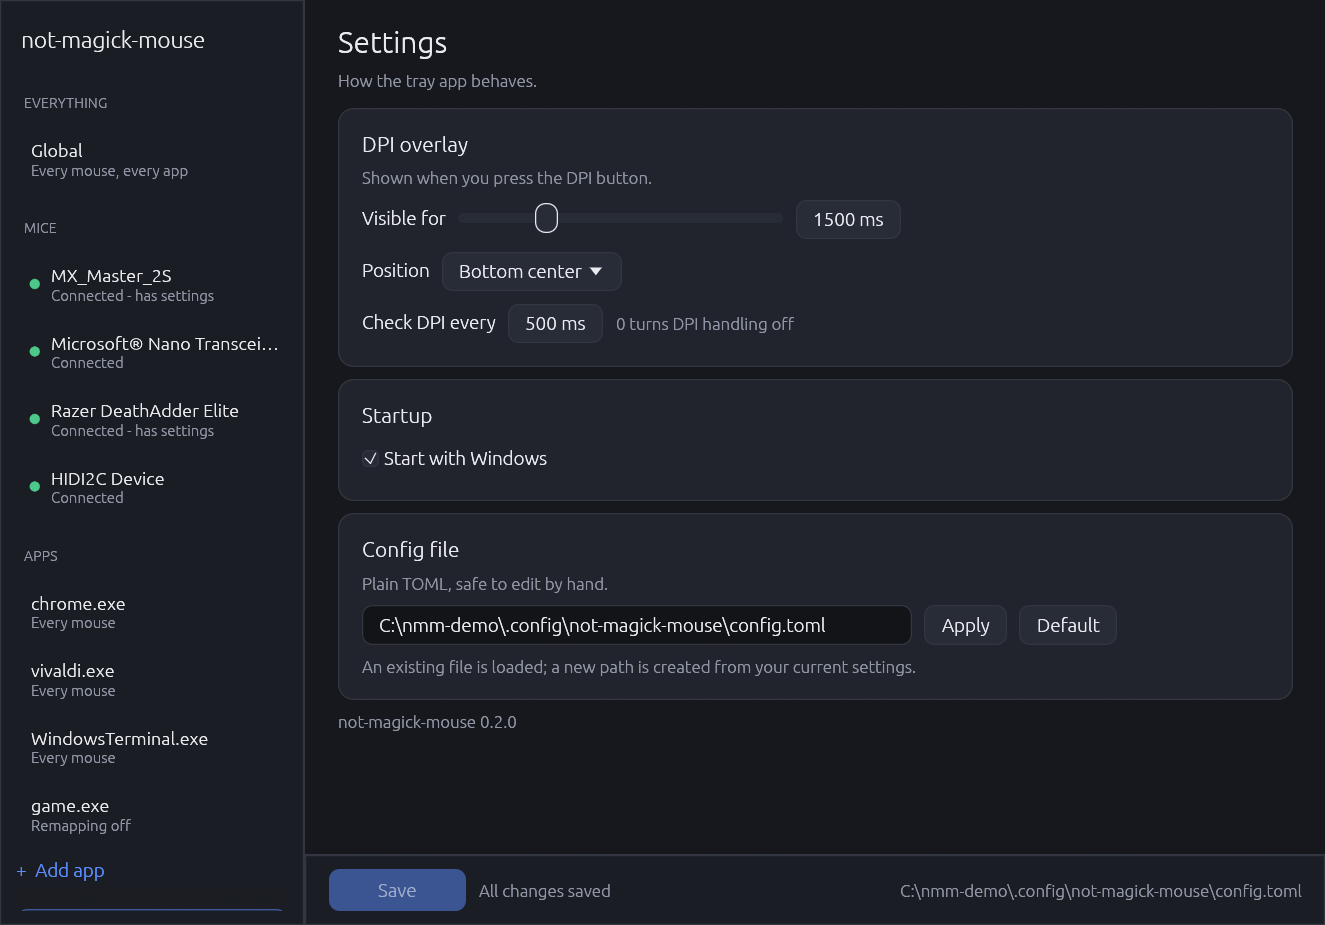 not-magick-mouse
EVERYTHING
Global
Every mouse, every app
MICE
MX_Master_2S
Connected - has settings
Microsoft® Nano Transcei…
Connected
Razer DeathAdder Elite
Connected - has settings
HIDI2C Device
Connected
APPS
chrome.exe
Every mouse
vivaldi.exe
Every mouse
WindowsTerminal.exe
Every mouse
game.exe
Remapping off
+ Add app
Settings
How the tray app behaves.
DPI overlay
Shown when you press the DPI button.
Visible for 1500 ms
Position Bottom center
Check DPI every 500 ms 0 turns DPI handling off
Startup
Start with Windows
Config file
Plain TOML, safe to edit by hand.
C:\nmm-demo\.config\not-magick-mouse\config.toml Apply Default
An existing file is loaded; a new path is created from your current settings.
not-magick-mouse 0.2.0
Save All changes saved C:\nmm-demo\.config\not-magick-mouse\config.toml